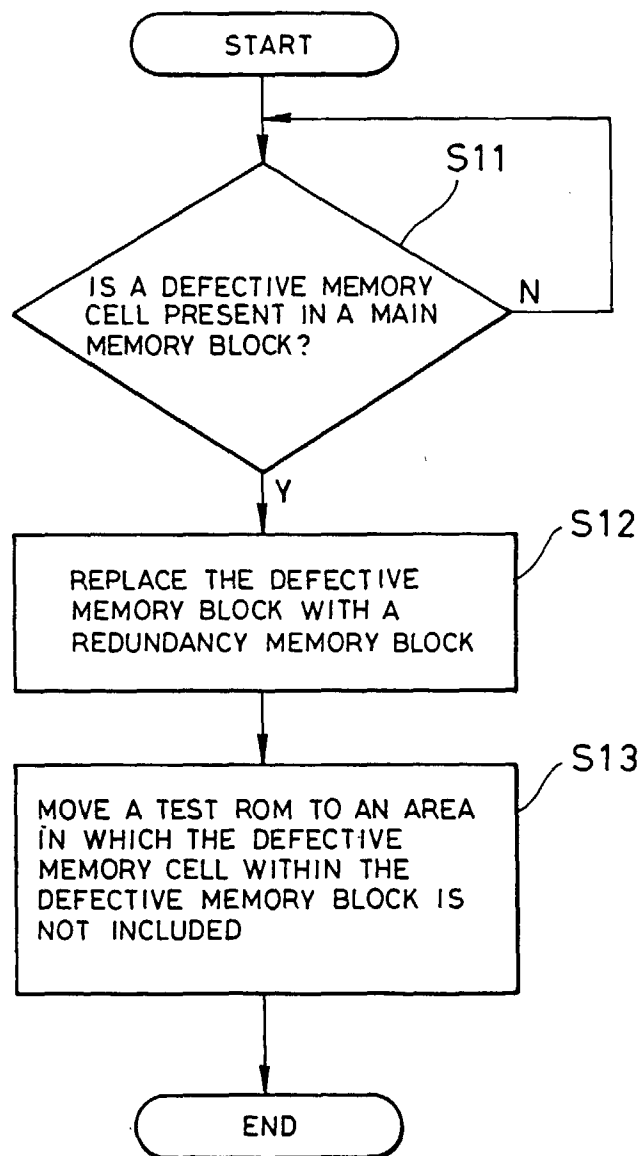 START
S11
IS A DEFECTIVE MEMORY
CELL PRESENT IN A MAIN
MEMORY BLOCK?
N
Y
S12
REPLACE THE DEFECTIVE
MEMORY BLOCK WITH A
REDUNDANCY MEMORY BLOCK
S13
MOVE A TEST ROM TO AN AREA
IN WHICH THE DEFECTIVE
MEMORY CELL WITHIN THE
DEFECTIVE MEMORY BLOCK IS
NOT INCLUDED
END